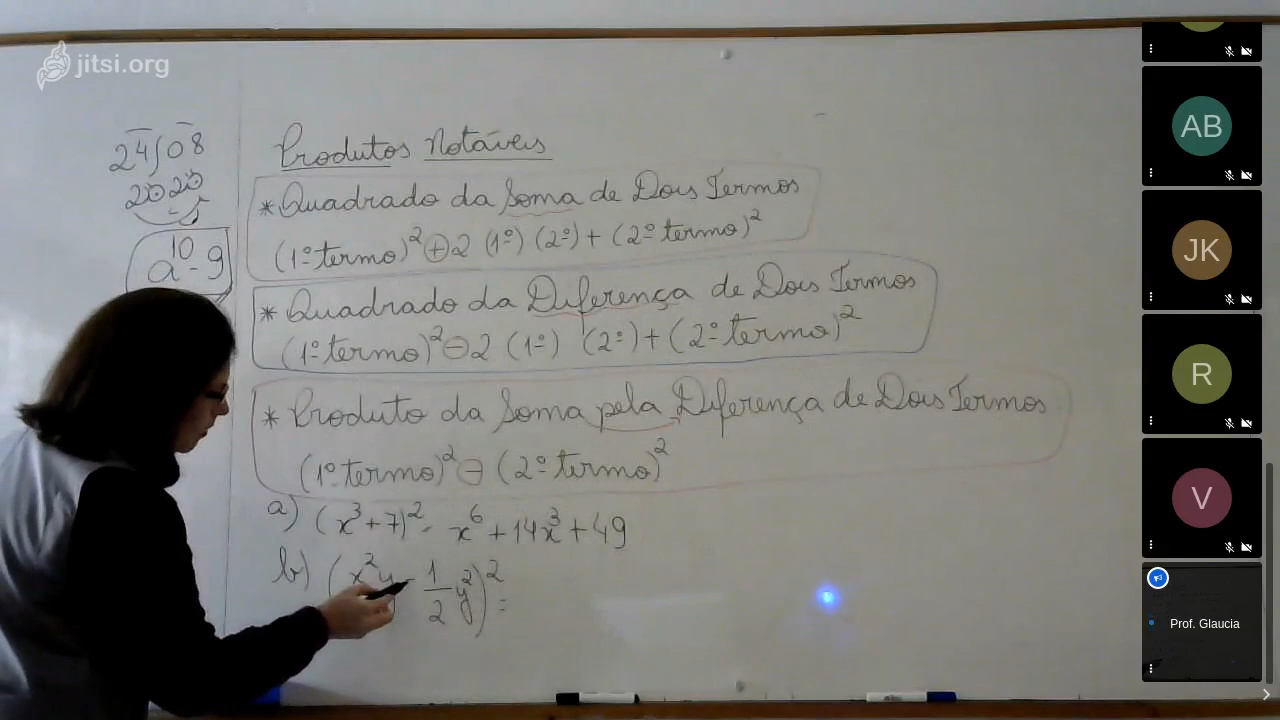 jitsi.org
24/08
2020
a¹⁰-9
Produtos Notáveis
* Quadrado da Soma de Dois Termos
(1º termo)² ⊕ 2 (1º) (2º) + (2º termo)²
* Quadrado da Diferença de Dois Termos
(1º termo)² ⊖ 2 (1º) (2º) + (2º termo)²
* Produto da Soma pela Diferença de Dois Termos
(1º termo)² ⊖ (2º termo)²
a) (x³+7)² = x⁶ + 14x³ + 49
b) (x²y - 1/2 y²)² =
AB
JK
R
V
Prof. Glaucia